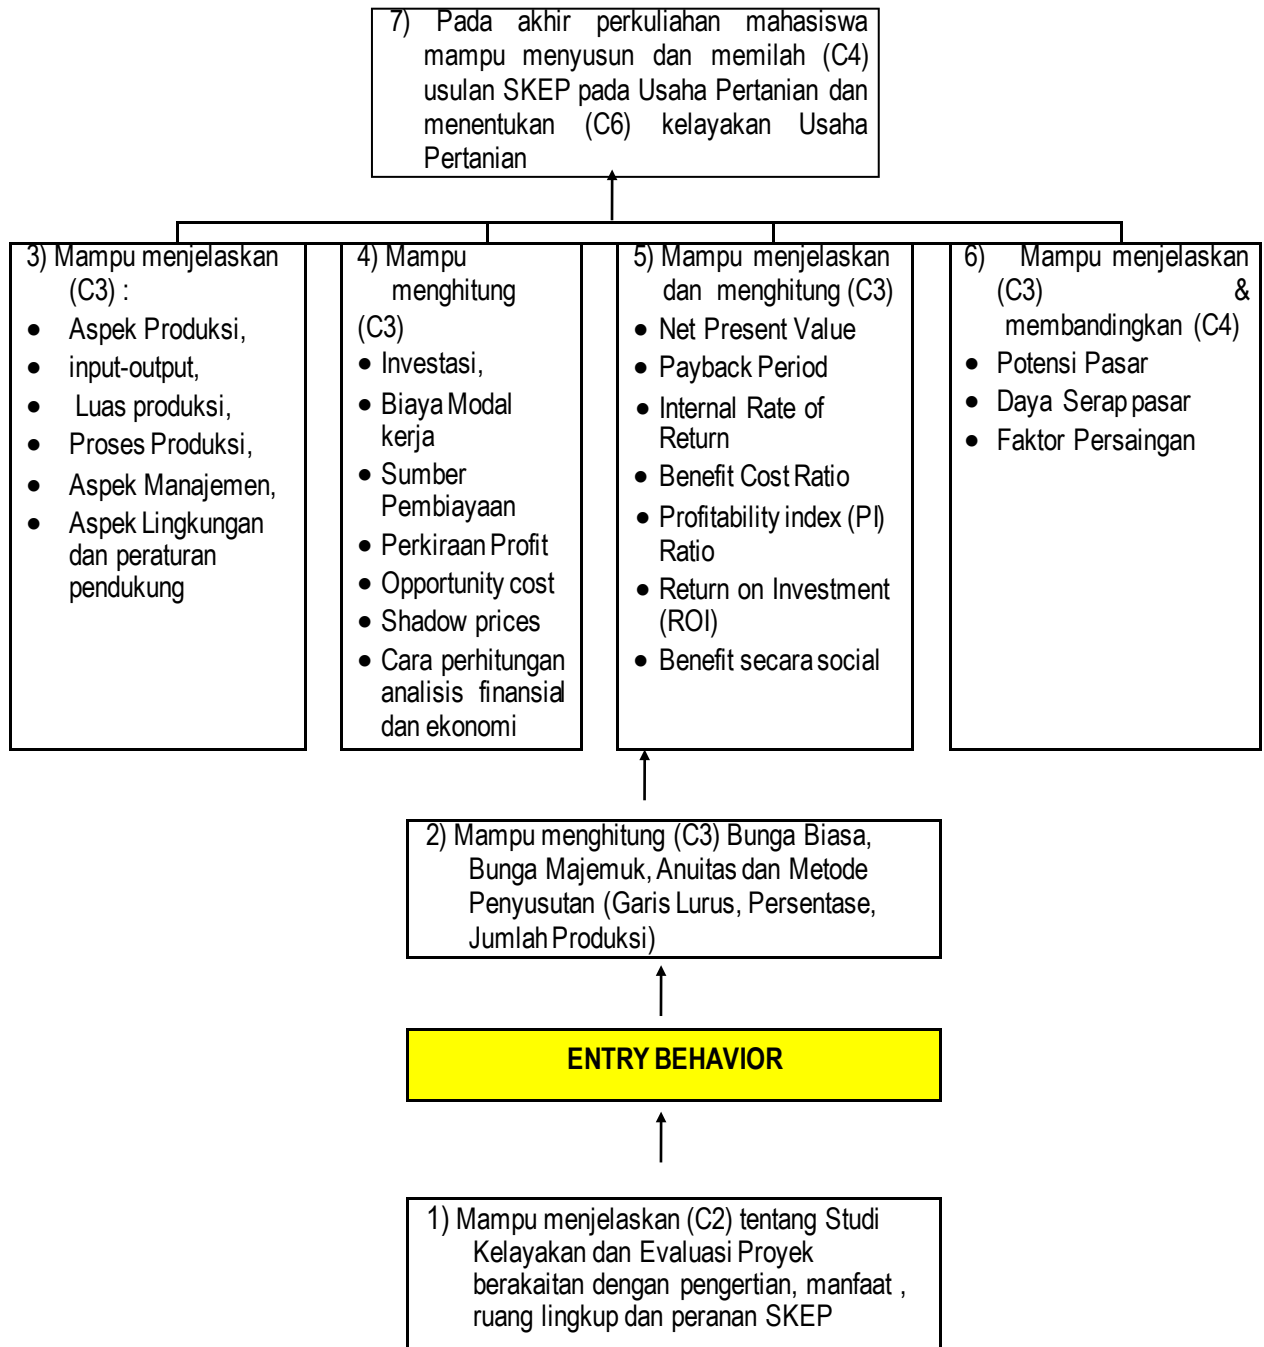 7) Pada akhir perkuliahan mahasiswa
mampu menyusun dan memilah (C4)
usulan SKEP pada Usaha Pertanian dan
menentukan (C6) kelayakan Usaha
Pertanian
3) Mampu menjelaskan
(C3) :
• Aspek Produksi,
• input-output,
• Luas produksi,
• Proses Produksi,
• Aspek Manajemen,
• Aspek Lingkungan
dan peraturan
pendukung
4) Mampu
menghitung
(C3)
• Investasi,
• Biaya Modal
kerja
• Sumber
Pembiayaan
• Perkiraan Profit
• Opportunity cost
• Shadow prices
• Cara perhitungan
analisis finansial
dan ekonomi
5) Mampu menjelaskan
dan menghitung (C3)
• Net Present Value
• Payback Period
• Internal Rate of
Return
• Benefit Cost Ratio
• Profitability index (PI)
Ratio
• Return on Investment
(ROI)
• Benefit secara social
6) Mampu menjelaskan
(C3) &
membandingkan (C4)
• Potensi Pasar
• Daya Serap pasar
• Faktor Persaingan
2) Mampu menghitung (C3) Bunga Biasa,
Bunga Majemuk, Anuitas dan Metode
Penyusutan (Garis Lurus, Persentase,
Jumlah Produksi)
ENTRY BEHAVIOR
1) Mampu menjelaskan (C2) tentang Studi
Kelayakan dan Evaluasi Proyek
berakaitan dengan pengertian, manfaat ,
ruang lingkup dan peranan SKEP